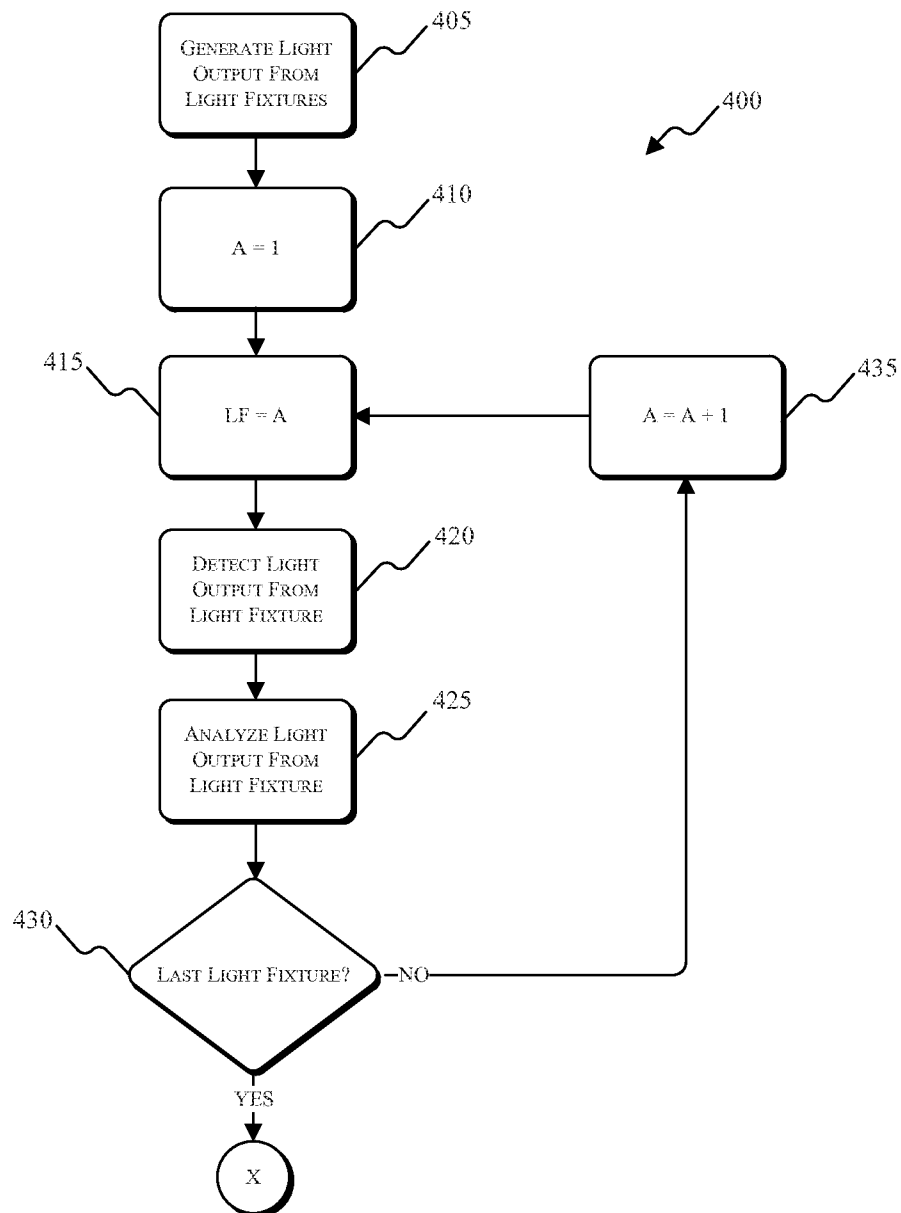 GENERATE LIGHT
OUTPUT FROM
LIGHT FIXTURES
405
400
A = 1
410
415
LF = A
A = A + 1
435
DETECT LIGHT
OUTPUT FROM
LIGHT FIXTURE
420
ANALYZE LIGHT
OUTPUT FROM
LIGHT FIXTURE
425
430
LAST LIGHT FIXTURE?
NO
YES
X